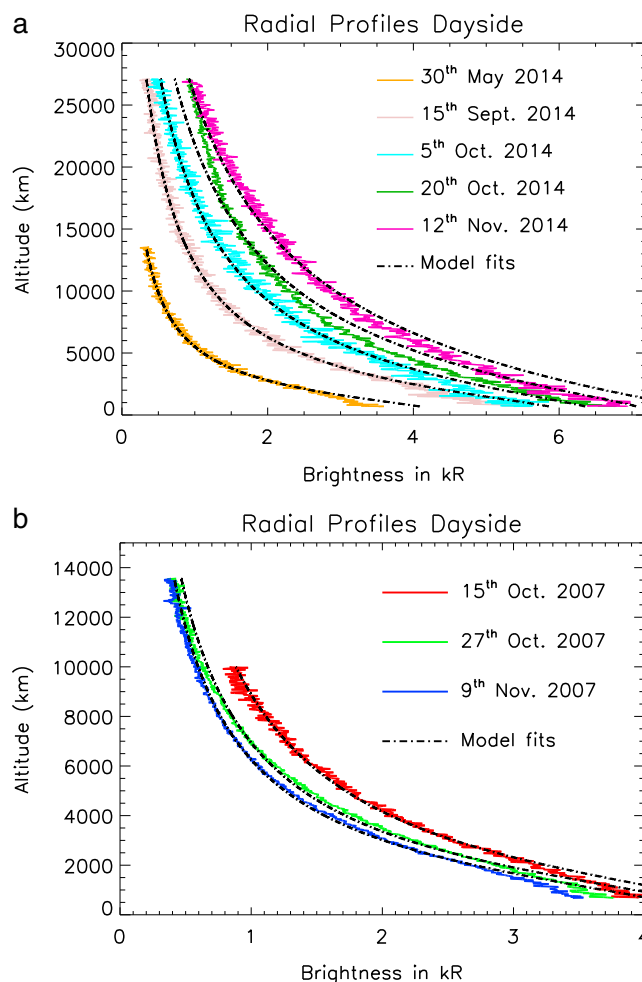 a
Radial Profiles Dayside
30000
25000
20000
15000
10000
5000
0
Altitude (km)
30th May 2014
15th Sept. 2014
5th Oct. 2014
20th Oct. 2014
12th Nov. 2014
Model fits
0 2 4 6
Brightness in kR
b
Radial Profiles Dayside
14000
12000
10000
8000
6000
4000
2000
0
Altitude (km)
15th Oct. 2007
27th Oct. 2007
9th Nov. 2007
Model fits
0 1 2 3 4
Brightness in kR